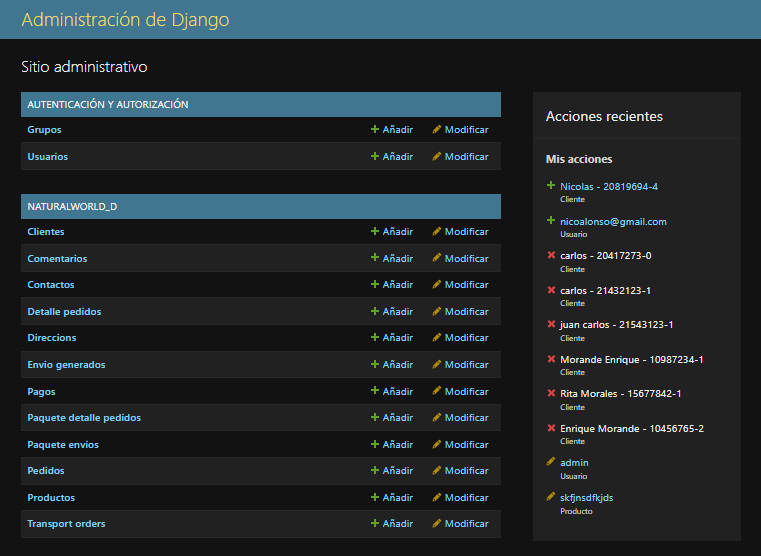 Administración de Django
Sitio administrativo
AUTENTICACIÓN Y AUTORIZACIÓN
Grupos Añadir Modificar
Usuarios Añadir Modificar
NATURALWORLD_D
Clientes Añadir Modificar
Comentarios Añadir Modificar
Contactos Añadir Modificar
Detalle pedidos Añadir Modificar
Direccions Añadir Modificar
Envio generados Añadir Modificar
Pagos Añadir Modificar
Paquete detalle pedidos Añadir Modificar
Paquete envios Añadir Modificar
Pedidos Añadir Modificar
Productos Añadir Modificar
Transport orders Añadir Modificar
Acciones recientes
Mis acciones
Nicolas - 20819694-4
Cliente
nicoalonso@gmail.com
Usuario
carlos - 20417273-0
Cliente
carlos - 21432123-1
Cliente
juan carlos - 21543123-1
Cliente
Morande Enrique - 10987234-1
Cliente
Rita Morales - 15677842-1
Cliente
Enrique Morande - 10456765-2
Cliente
admin
Usuario
skfjnsdfkjds
Producto